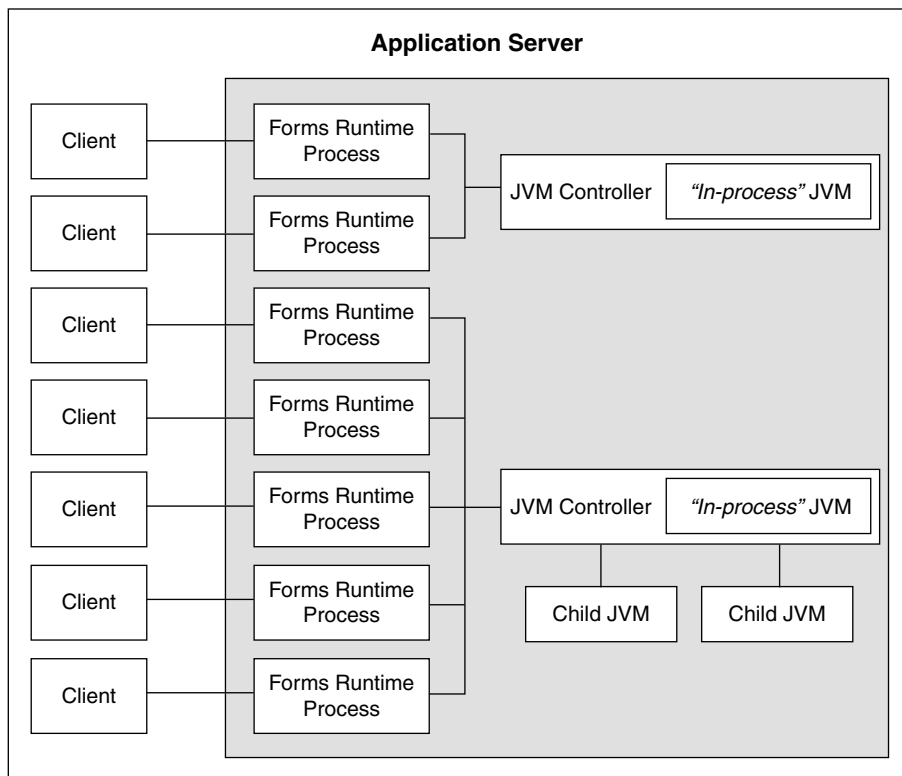 Application Server
Client
Forms Runtime
Process
Client
Forms Runtime
Process
JVM Controller
“In-process” JVM
Client
Forms Runtime
Process
Client
Forms Runtime
Process
Client
Forms Runtime
Process
JVM Controller
“In-process” JVM
Client
Forms Runtime
Process
Child JVM
Child JVM
Client
Forms Runtime
Process